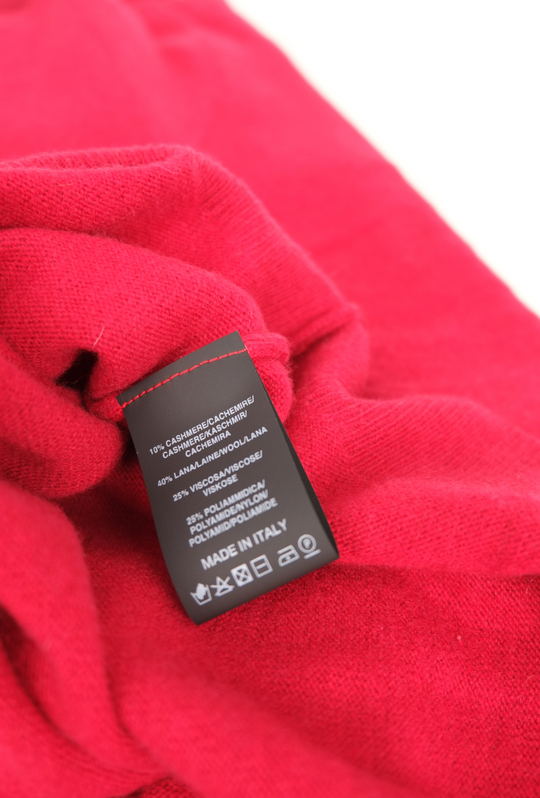 10% CASHMERE/CACHEMIRE/
CASHMERE/KASCHMIR/
CACHEMIRA
40% LANA/LAINE/WOOL/LANA
25% VISCOSA/VISCOSE/
VISKOSE
25% POLIAMMIDICA/
POLYAMIDE/NYLON/
POLYAMID/POLIAMIDE
MADE IN ITALY